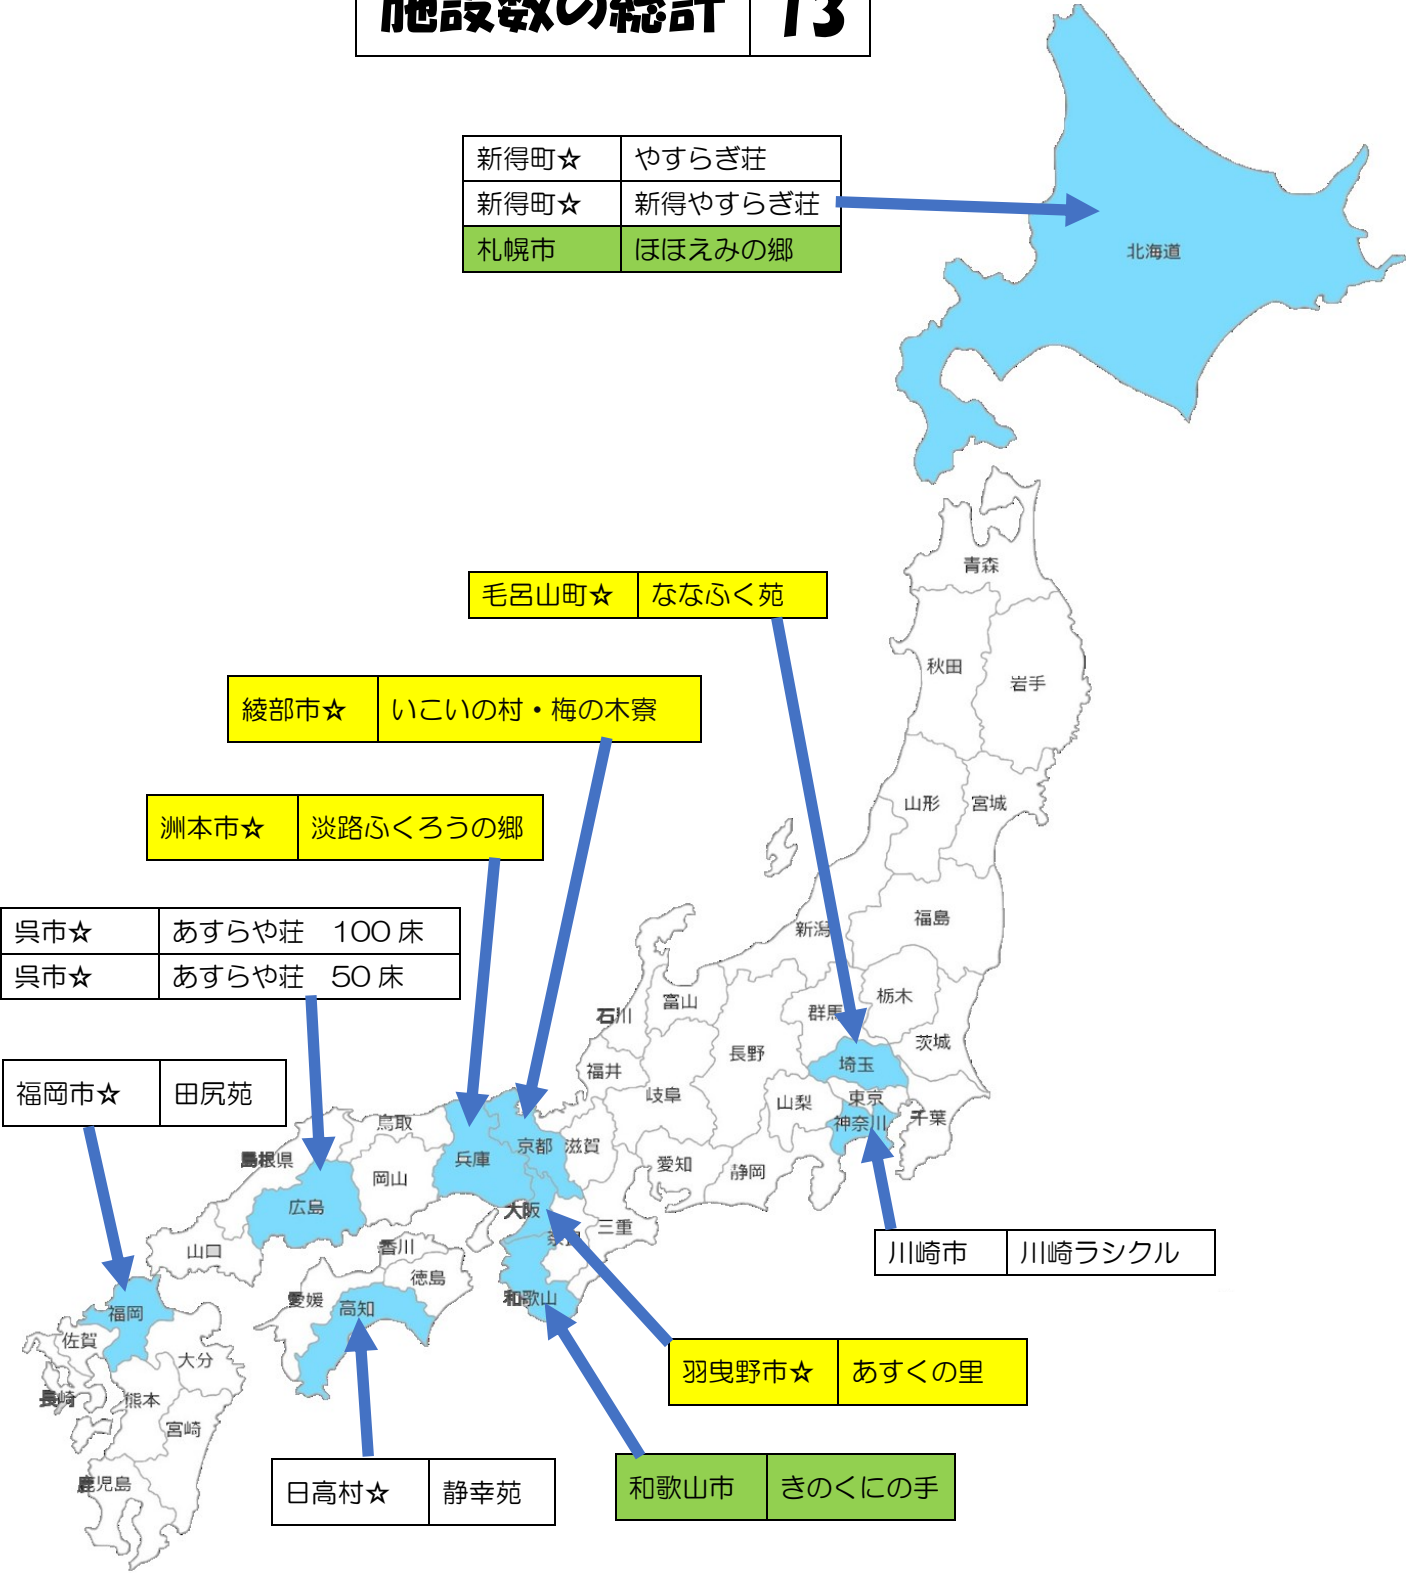 施設数の総計 13
新得町☆ やすらぎ荘
新得町☆ 新得やすらぎ荘
札幌市 ほほえみの郷
北海道
青森
毛呂山町☆ ななふく苑
秋田
岩手
綾部市☆ いこいの村・梅の木寮
山形
宮城
洲本市☆ 淡路ふくろうの郷
新潟
福島
呉市☆ あすらや荘 100床
呉市☆ あすらや荘 50床
石川
富山
群馬
栃木
長野
茨城
福井
埼玉
福岡市☆ 田尻苑
岐阜
山梨
東京
千葉
神奈川
鳥取
島根県
岡山
兵庫
京都
滋賀
愛知
静岡
広島
大阪
奈良
三重
山口
香川
川崎市 川崎ラシクル
徳島
愛媛
高知
和歌山
福岡
佐賀
大分
羽曳野市☆ あすくの里
長崎
熊本
宮崎
鹿児島
日高村☆ 静幸苑
和歌山市 きのくにの手